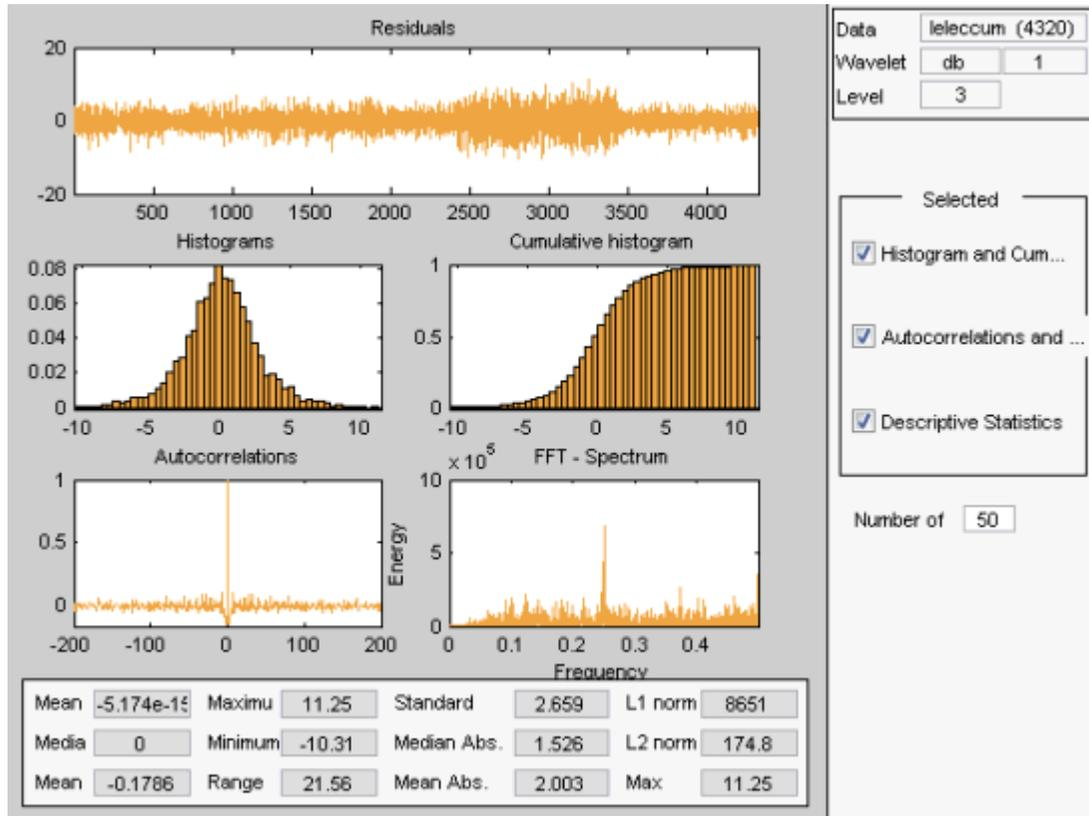 Residuals
20
0
-20
500 1000 1500 2000 2500 3000 3500 4000
Histograms
0.08
0.06
0.04
0.02
0
-10 -5 0 5 10
Cumulative histogram
1
0.5
0
-10 -5 0 5 10
Autocorrelations
1
0.5
0
-200 -100 0 100 200
FFT - Spectrum
× 10^5
10
5
0
Energy
0 0.1 0.2 0.3 0.4
Frequency
Mean -5.174e-15 Maximu 11.25 Standard 2.659 L1 norm 8651
Media 0 Minimum -10.31 Median Abs. 1.526 L2 norm 174.8
Mean -0.1786 Range 21.56 Mean Abs. 2.003 Max 11.25
Data leleccum (4320)
Wavelet db 1
Level 3
Selected
Histogram and Cum...
Autocorrelations and ...
Descriptive Statistics
Number of 50